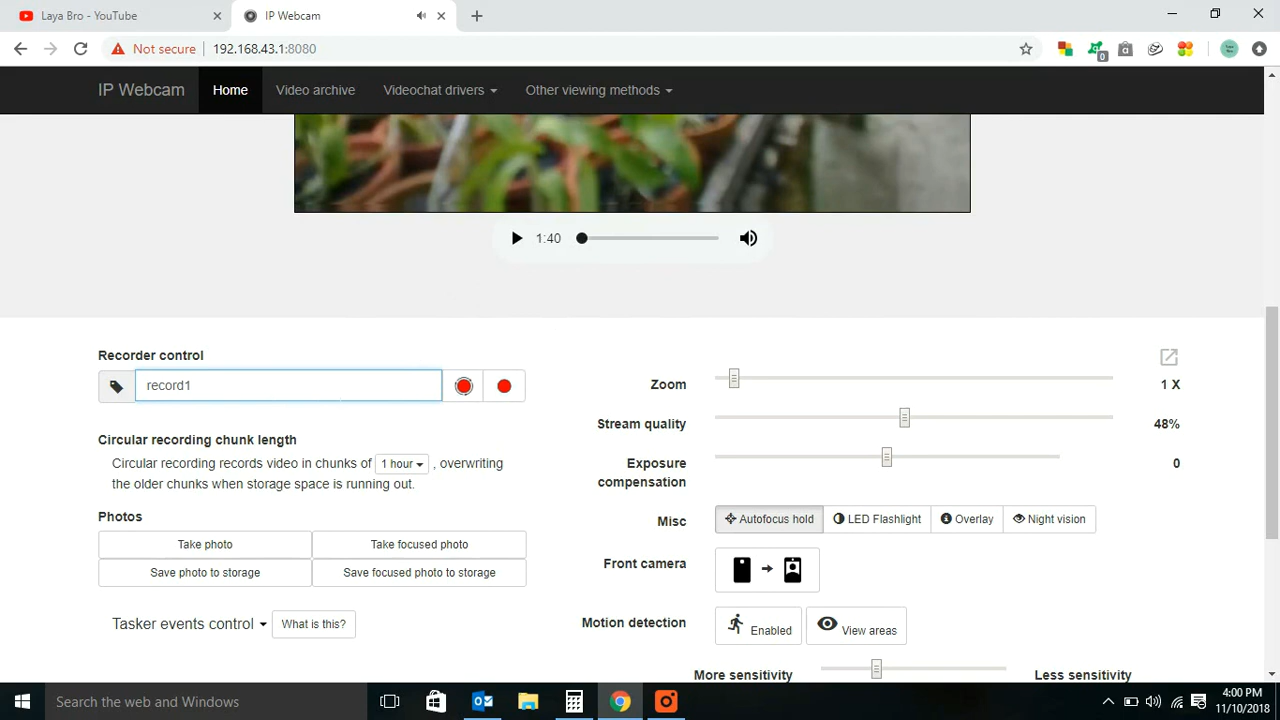 Laya Bro - YouTube
IP Webcam
Not secure
192.168.43.1:8080
0
IP Webcam
Home
Video archive
Videochat drivers
Other viewing methods
1:40
Recorder control
record1
Zoom
1 X
Stream quality
48%
Circular recording chunk length
Circular recording records video in chunks of 1 hour , overwriting
the older chunks when storage space is running out.
Exposure
compensation
0
Photos
Take photo
Take focused photo
Save photo to storage
Save focused photo to storage
Misc
Autofocus hold
LED Flashlight
Overlay
Night vision
Front camera
Tasker events control
What is this?
Motion detection
Enabled
View areas
More sensitivity
Less sensitivity
Search the web and Windows
4:00 PM
11/10/2018